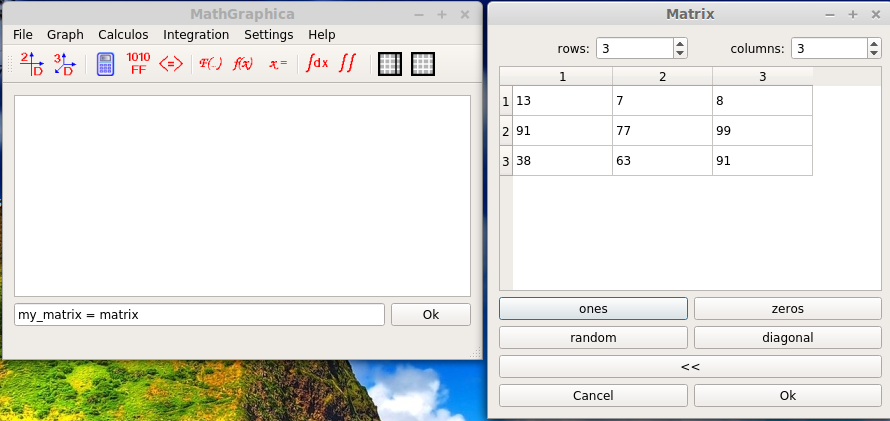 MathGraphica
File Graph Calculos Integration Settings Help
2 D 3 D 1010 FF <=> F(..) f(x) x= ∫dx ∫∫
my_matrix = matrix Ok
Matrix
rows: 3 columns: 3
1 2 3
1 13 7 8
2 91 77 99
3 38 63 91
ones zeros
random diagonal
<<
Cancel Ok